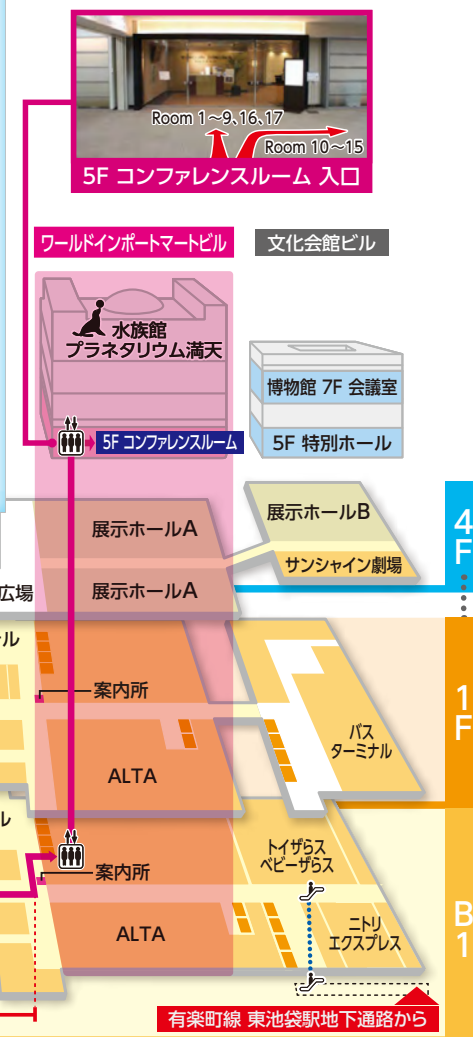 Room 1～9、16、17
Room 10～15
5F コンファレンスルーム 入口
ワールドインポートマートビル
文化会館ビル
水族館
プラネタリウム満天
博物館 7F 会議室
5F コンファレンスルーム
5F 特別ホール
展示ホールA
展示ホールB
サンシャイン劇場
4F
広場
展示ホールA
ル
案内所
1F
バス
ターミナル
ALTA
ル
トイザらス
ベビーザらス
案内所
ALTA
ニトリ
エクスプレス
B1
有楽町線 東池袋駅地下通路から